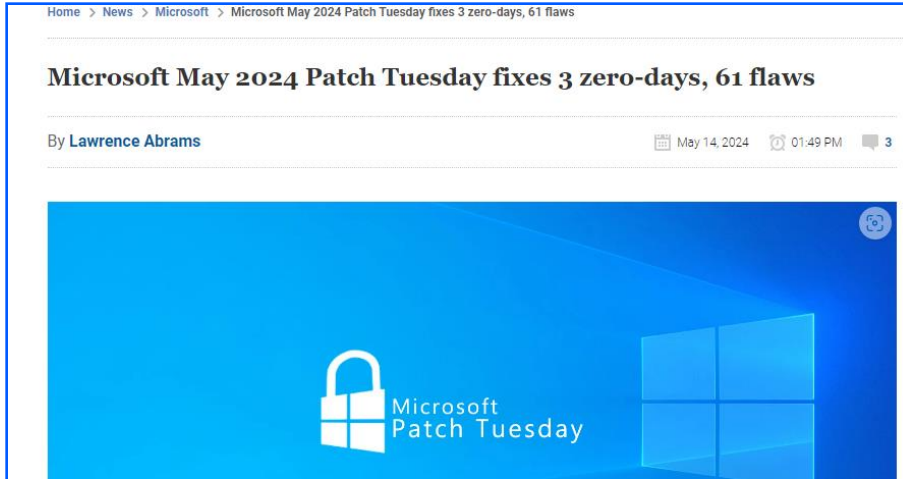 Home > News > Microsoft > Microsoft May 2024 Patch Tuesday fixes 3 zero-days, 61 flaws
Microsoft May 2024 Patch Tuesday fixes 3 zero-days, 61 flaws
By Lawrence Abrams May 14, 2024 01:49 PM 3
Microsoft
Patch Tuesday